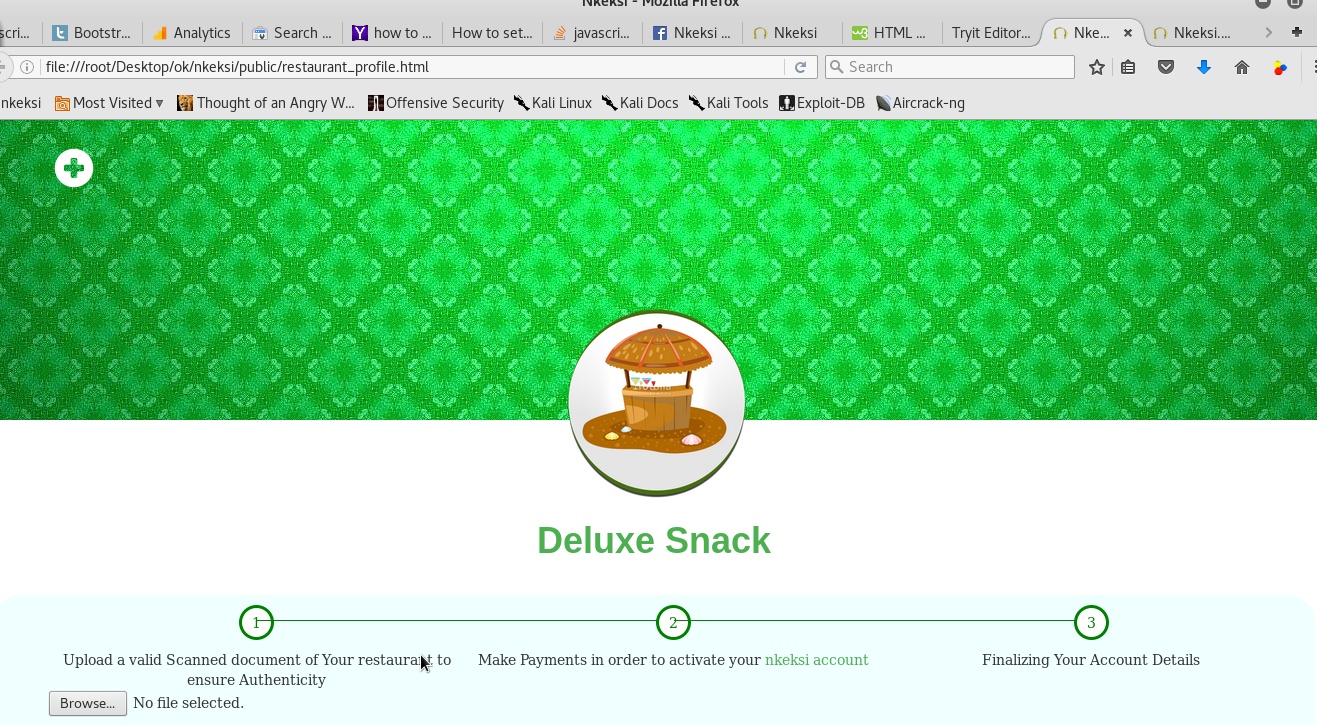 Nkeksi - Mozilla Firefox
scri... Bootstr... Analytics Search ... how to ... How to set... javascri... Nkeksi ... Nkeksi HTML ... Tryit Editor... Nke... × Nkeksi....
file:///root/Desktop/ok/nkeksi/public/restaurant_profile.html Search
nkeksi Most Visited Thought of an Angry W... Offensive Security Kali Linux Kali Docs Kali Tools Exploit-DB Aircrack-ng
Deluxe Snack
1 2 3
Upload a valid Scanned document of Your restaurant to
ensure Authenticity
Make Payments in order to activate your nkeksi account
Finalizing Your Account Details
Browse... No file selected.